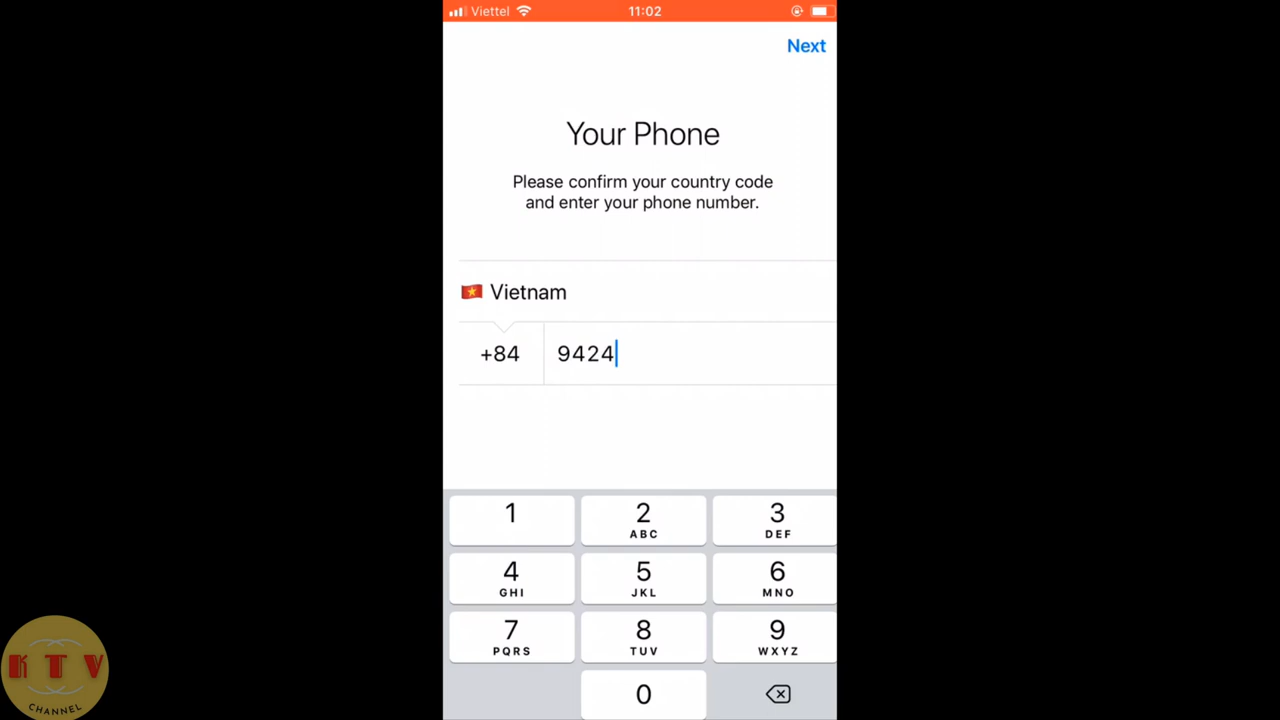 Viettel 11:02
Next
Your Phone
Please confirm your country code
and enter your phone number.
Vietnam
+84 9424
1 2 3
ABC DEF
4 5 6
GHI JKL MNO
7 8 9
PQRS TUV WXYZ
0
KTV
CHANNEL